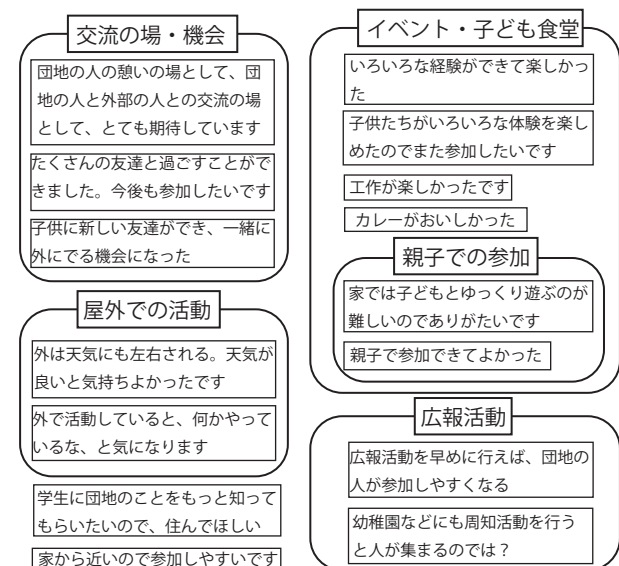 交流の場・機会
団地の人の憩いの場として、団
地の人と外部の人との交流の場
として、とても期待しています
たくさんの友達と過ごすことがで
きました。今後も参加したいです
子供に新しい友達ができ、一緒に
外にでる機会になった
屋外での活動
外は天気にも左右される。天気が
良いと気持ちよかったです
外で活動していると、何かやって
いるな、と気になります
学生に団地のことをもっと知って
もらいたいので、住んでほしい
家から近いので参加しやすいです
イベント・子ども食堂
いろいろな経験ができて楽しかっ
た
子供たちがいろいろな体験を楽し
めたのでまた参加したいです
工作が楽しかったです
カレーがおいしかった
親子での参加
家では子どもとゆっくり遊ぶのが
難しいのでありがたいです
親子で参加できてよかった
広報活動
広報活動を早めに行えば、団地の
人が参加しやすくなる
幼稚園などにも周知活動を行う
と人が集まるのでは？